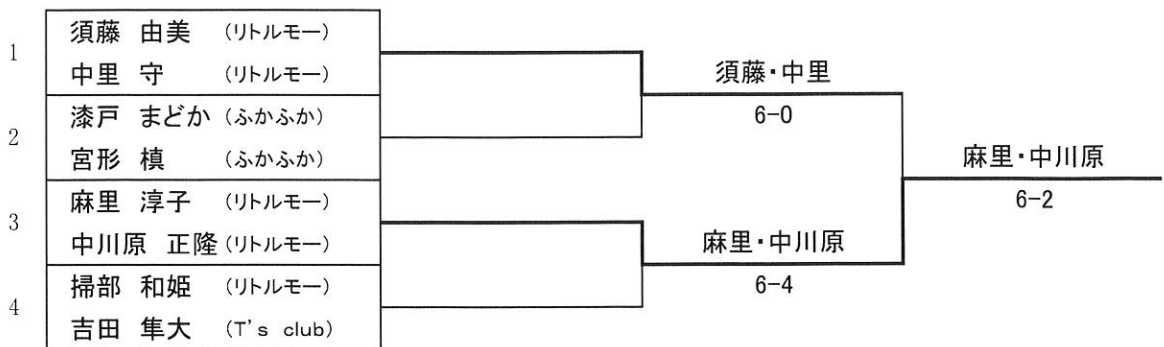 1
須藤 由美 (リトルモー)
中里 守 (リトルモー)
2
漆戸 まどか (ふかふか)
宮形 槙 (ふかふか)
3
麻里 淳子 (リトルモー)
中川原 正隆 (リトルモー)
4
掃部 和姫 (リトルモー)
吉田 隼大 (T's club)
須藤・中里
6-0
麻里・中川原
6-4
麻里・中川原
6-2